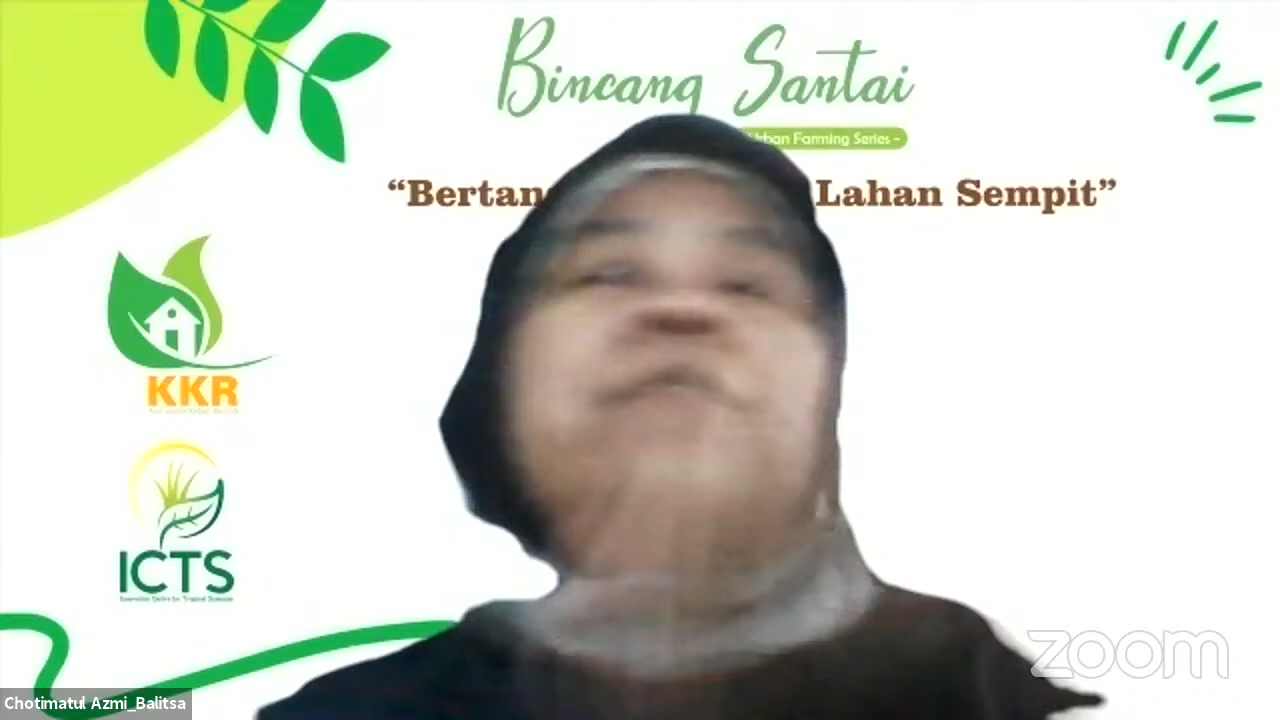 Bincang Santai
Urban Farming Series -
“Bertan Lahan Sempit”
KKR
ICTS
zoom
Chotimatul Azmi_Balitsa